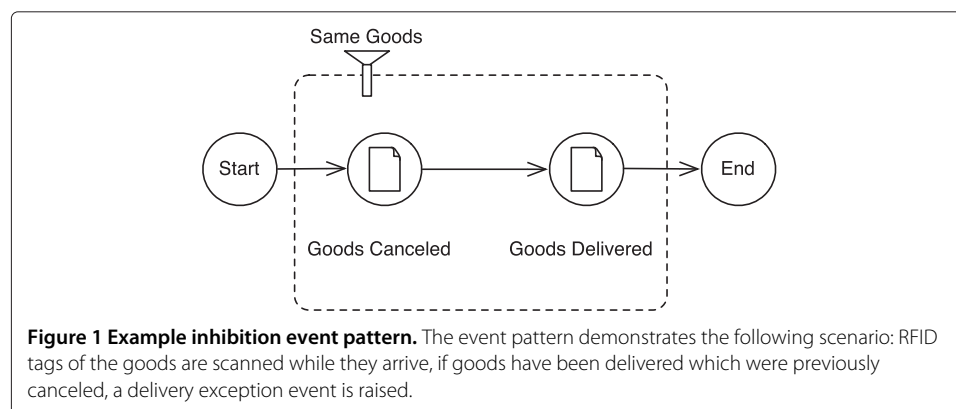 Same Goods
Start
End
Goods Canceled
Goods Delivered
Figure 1 Example inhibition event pattern. The event pattern demonstrates the following scenario: RFID
tags of the goods are scanned while they arrive, if goods have been delivered which were previously
canceled, a delivery exception event is raised.